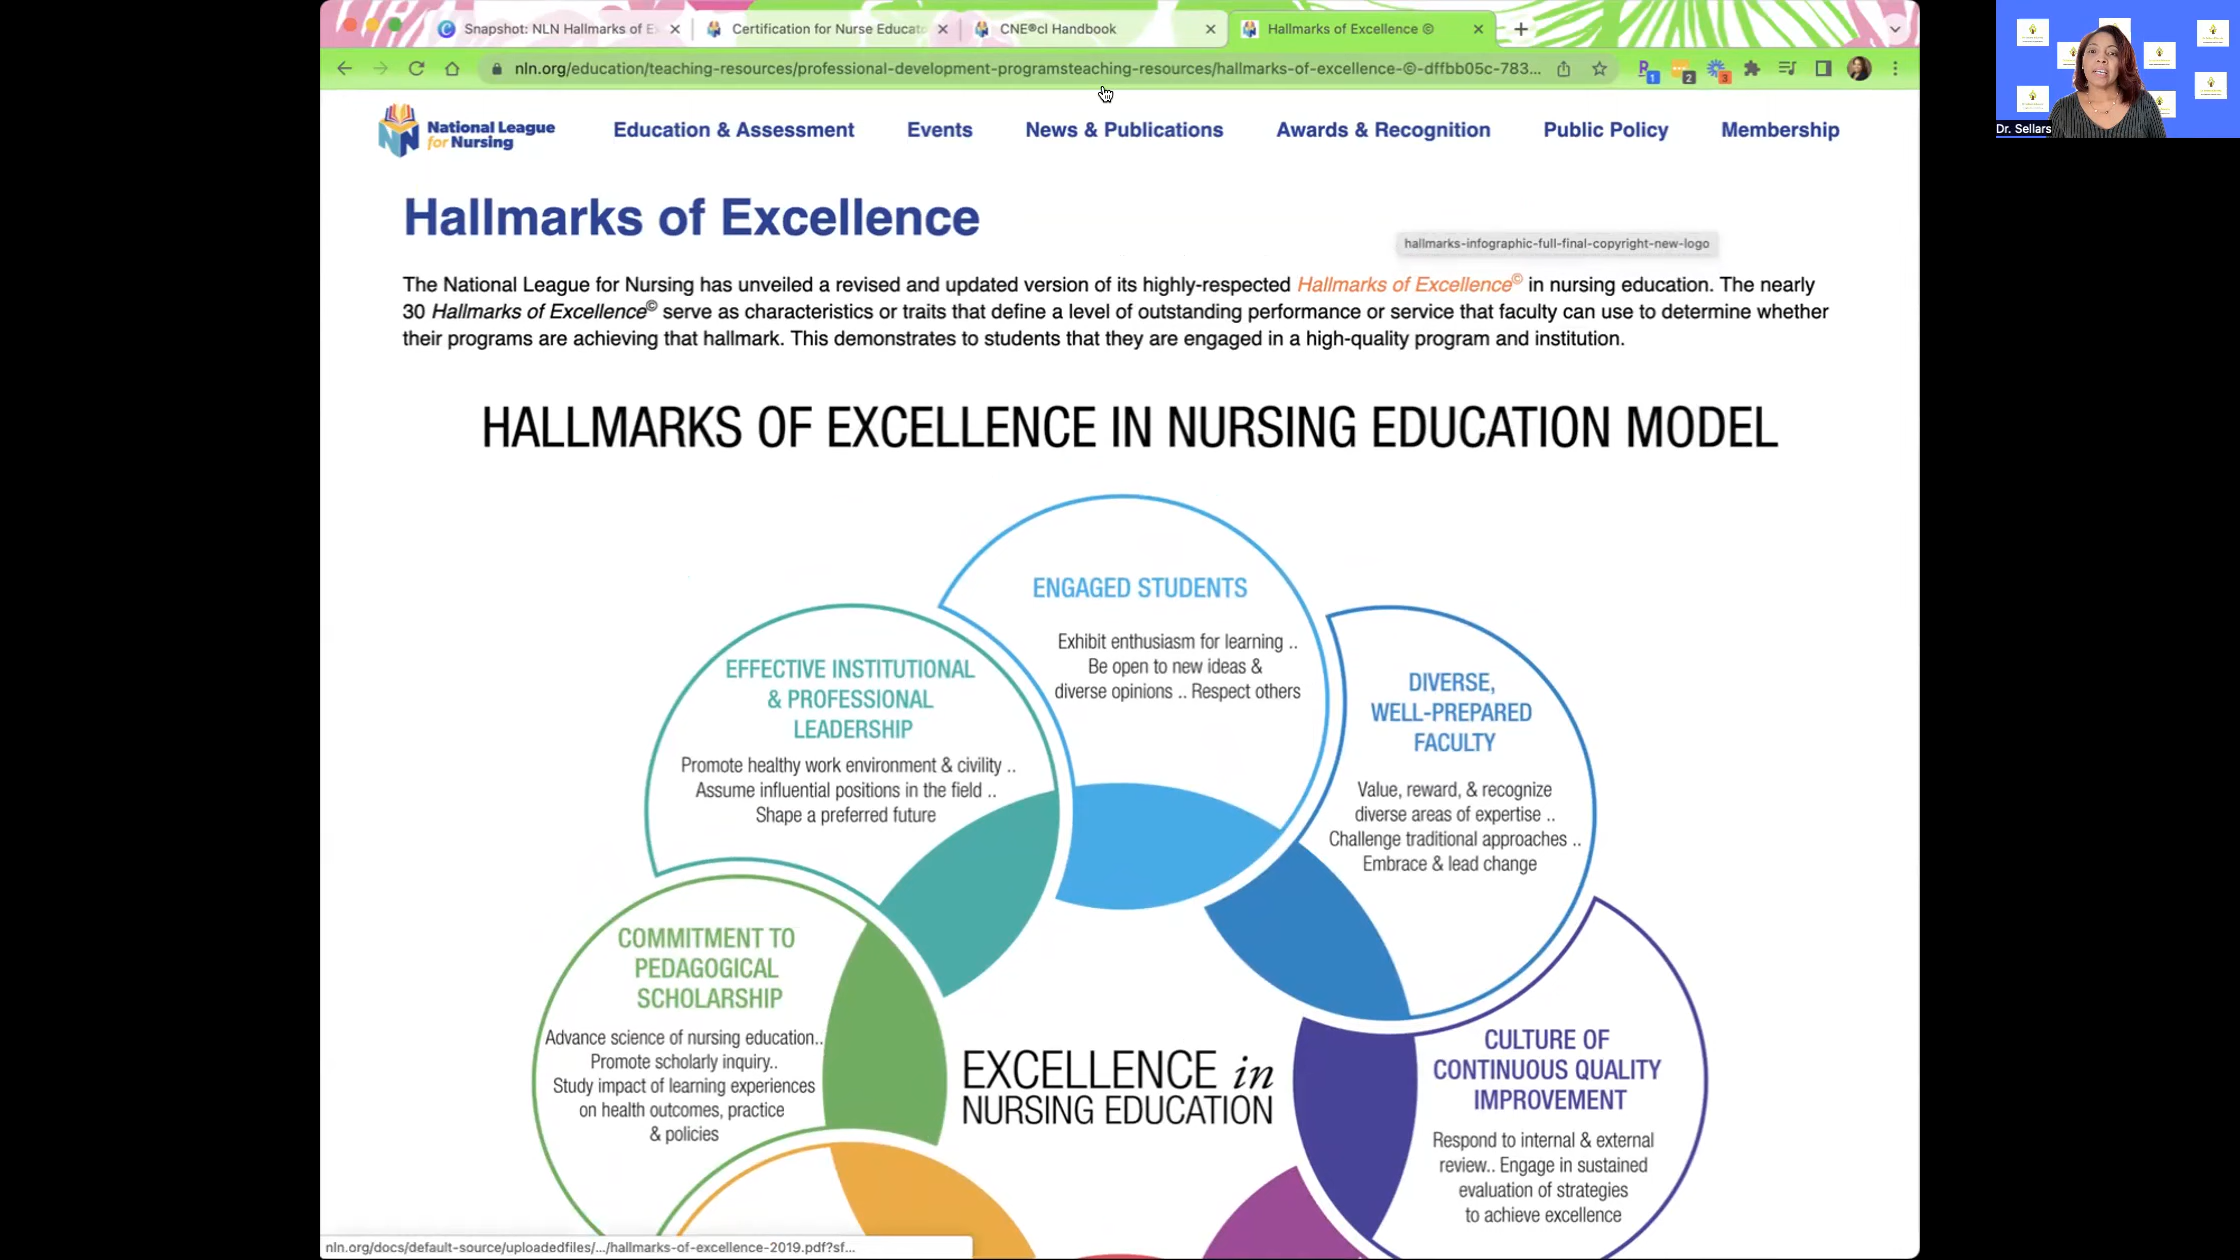 Snapshot: NLN Hallmarks of E
Certification for Nurse Educato
CNE®cl Handbook
Hallmarks of Excellence ©
nln.org/education/teaching-resources/professional-development-programsteaching-resources/hallmarks-of-excellence-©-dffbb05c-783...
1
2
3
Dr. Sellars
National League
for Nursing
Education & Assessment
Events
News & Publications
Awards & Recognition
Public Policy
Membership
Hallmarks of Excellence
hallmarks-infographic-full-final-copyright-new-logo
The National League for Nursing has unveiled a revised and updated version of its highly-respected Hallmarks of Excellence© in nursing education. The nearly
30 Hallmarks of Excellence© serve as characteristics or traits that define a level of outstanding performance or service that faculty can use to determine whether
their programs are achieving that hallmark. This demonstrates to students that they are engaged in a high-quality program and institution.
HALLMARKS OF EXCELLENCE IN NURSING EDUCATION MODEL
ENGAGED STUDENTS
Exhibit enthusiasm for learning ..
Be open to new ideas &
diverse opinions .. Respect others
EFFECTIVE INSTITUTIONAL
& PROFESSIONAL
LEADERSHIP
Promote healthy work environment & civility ..
Assume influential positions in the field ..
Shape a preferred future
DIVERSE,
WELL-PREPARED
FACULTY
Value, reward, & recognize
diverse areas of expertise ..
Challenge traditional approaches ..
Embrace & lead change
COMMITMENT TO
PEDAGOGICAL
SCHOLARSHIP
Advance science of nursing education..
Promote scholarly inquiry..
Study impact of learning experiences
on health outcomes, practice
& policies
EXCELLENCE in
NURSING EDUCATION
CULTURE OF
CONTINUOUS QUALITY
IMPROVEMENT
Respond to internal & external
review.. Engage in sustained
evaluation of strategies
to achieve excellence
nln.org/docs/default-source/uploadedfiles/.../hallmarks-of-excellence-2019.pdf?sf...